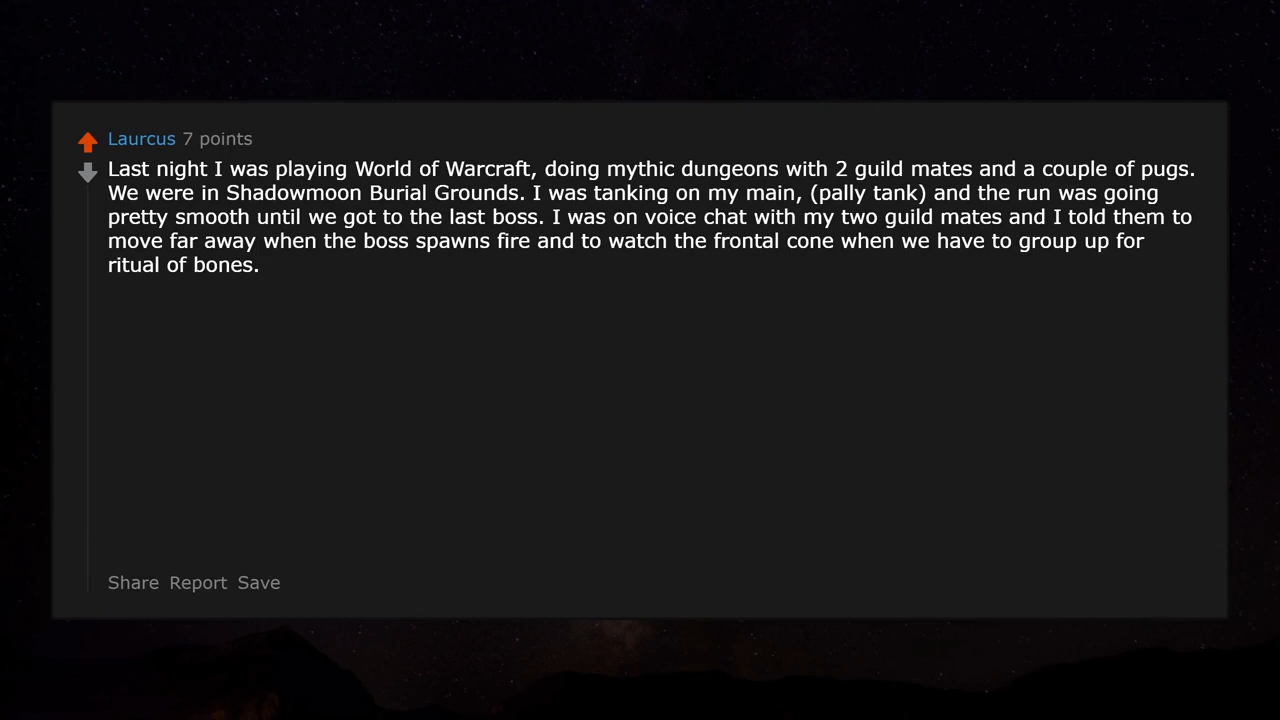 Laurcus 7 points
Last night I was playing World of Warcraft, doing mythic dungeons with 2 guild mates and a couple of pugs.
We were in Shadowmoon Burial Grounds. I was tanking on my main, (pally tank) and the run was going
pretty smooth until we got to the last boss. I was on voice chat with my two guild mates and I told them to
move far away when the boss spawns fire and to watch the frontal cone when we have to group up for
ritual of bones.
Share Report Save